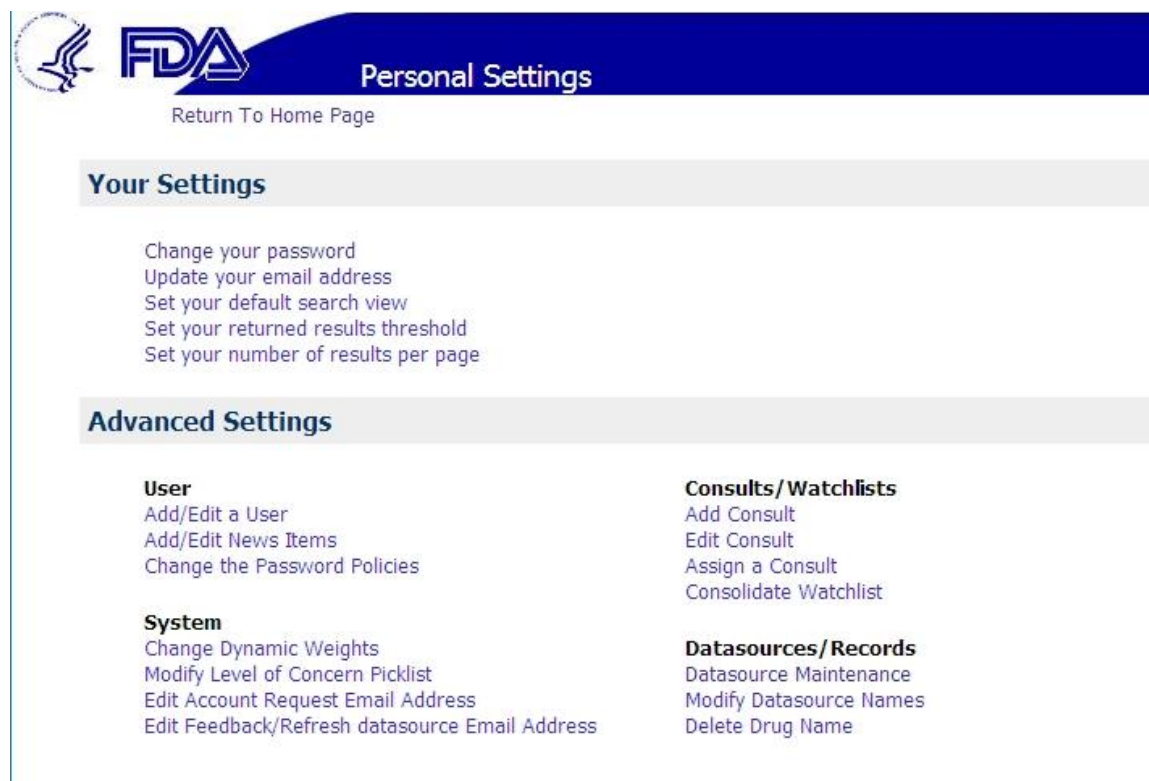 FDA
Personal Settings
Return To Home Page
Your Settings
Change your password
Update your email address
Set your default search view
Set your returned results threshold
Set your number of results per page
Advanced Settings
User
Add/Edit a User
Add/Edit News Items
Change the Password Policies
System
Change Dynamic Weights
Modify Level of Concern Picklist
Edit Account Request Email Address
Edit Feedback/Refresh datasource Email Address
Consults/Watchlists
Add Consult
Edit Consult
Assign a Consult
Consolidate Watchlist
Datasources/Records
Datasource Maintenance
Modify Datasource Names
Delete Drug Name